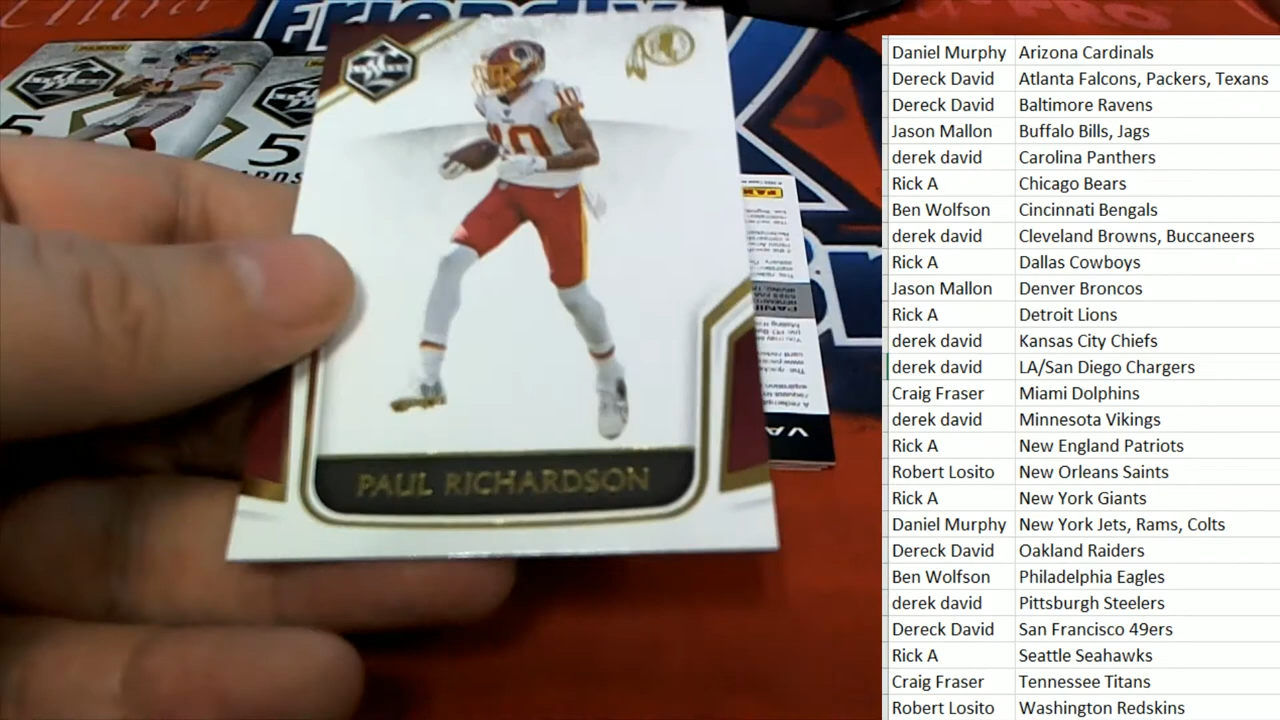 Friendly
PANINI
5
5
10
PAUL RICHARDSON
PANINI
VA
Daniel Murphy Arizona Cardinals
Dereck David Atlanta Falcons, Packers, Texans
Dereck David Baltimore Ravens
Jason Mallon Buffalo Bills, Jags
derek david Carolina Panthers
Rick A Chicago Bears
Ben Wolfson Cincinnati Bengals
derek david Cleveland Browns, Buccaneers
Rick A Dallas Cowboys
Jason Mallon Denver Broncos
Rick A Detroit Lions
derek david Kansas City Chiefs
derek david LA/San Diego Chargers
Craig Fraser Miami Dolphins
derek david Minnesota Vikings
Rick A New England Patriots
Robert Losito New Orleans Saints
Rick A New York Giants
Daniel Murphy New York Jets, Rams, Colts
Dereck David Oakland Raiders
Ben Wolfson Philadelphia Eagles
derek david Pittsburgh Steelers
Dereck David San Francisco 49ers
Rick A Seattle Seahawks
Craig Fraser Tennessee Titans
Robert Losito Washington Redskins